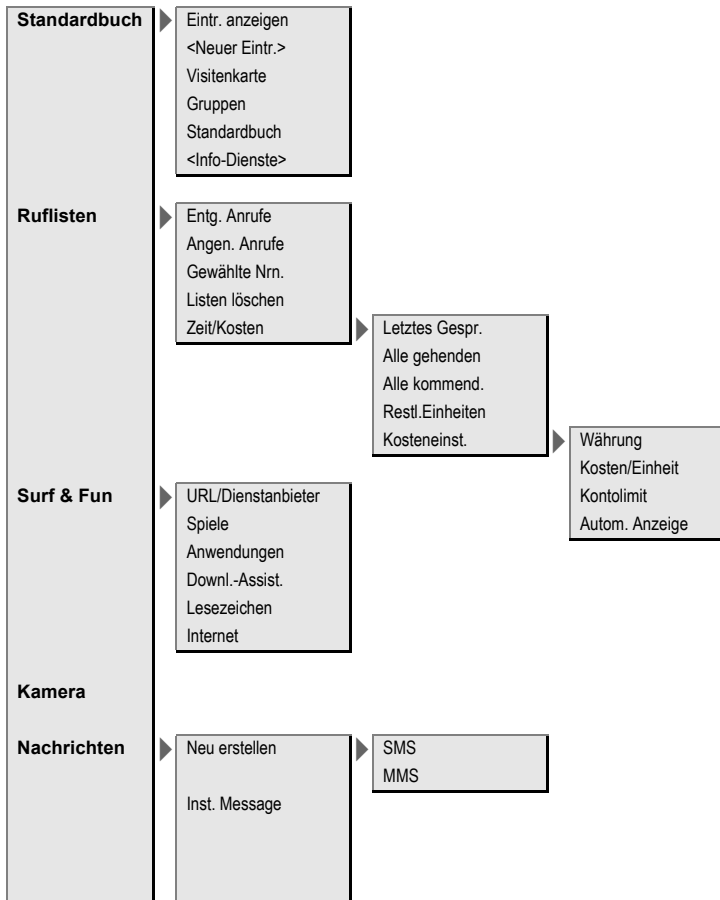 Standardbuch
Eintr. anzeigen
<Neuer Eintr.>
Visitenkarte
Gruppen
Standardbuch
<Info-Dienste>
Ruflisten
Entg. Anrufe
Angen. Anrufe
Gewählte Nrn.
Listen löschen
Zeit/Kosten
Letztes Gespr.
Alle gehenden
Alle kommend.
Restl.Einheiten
Kosteneinst.
Währung
Kosten/Einheit
Kontolimit
Autom. Anzeige
Surf & Fun
URL/Dienstanbieter
Spiele
Anwendungen
Downl.-Assist.
Lesezeichen
Internet
Kamera
Nachrichten
Neu erstellen
SMS
MMS
Inst. Message